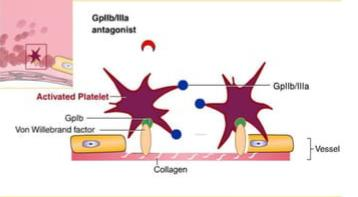 GpIIb/IIIa
antagonist
Activated Platelet
GpIIb/IIIa
GpIb
Von Willebrand factor
Vessel
Collagen